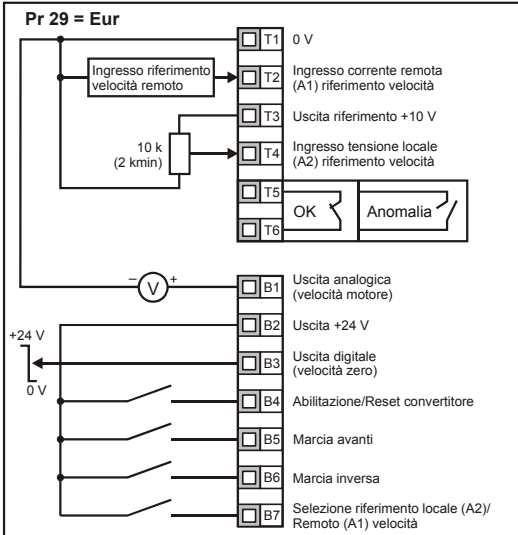 Pr 29 = Eur
T1 0 V
Ingresso riferimento
velocità remoto
T2 Ingresso corrente remota
(A1) riferimento velocità
T3 Uscita riferimento +10 V
10 k
(2 kmin)
T4 Ingresso tensione locale
(A2) riferimento velocità
T5
OK Anomalia
T6
– V +
B1 Uscita analogica
(velocità motore)
B2 Uscita +24 V
+24 V
B3 Uscita digitale
(velocità zero)
0 V
B4 Abilitazione/Reset convertitore
B5 Marcia avanti
B6 Marcia inversa
B7 Selezione riferimento locale (A2)/
Remoto (A1) velocità